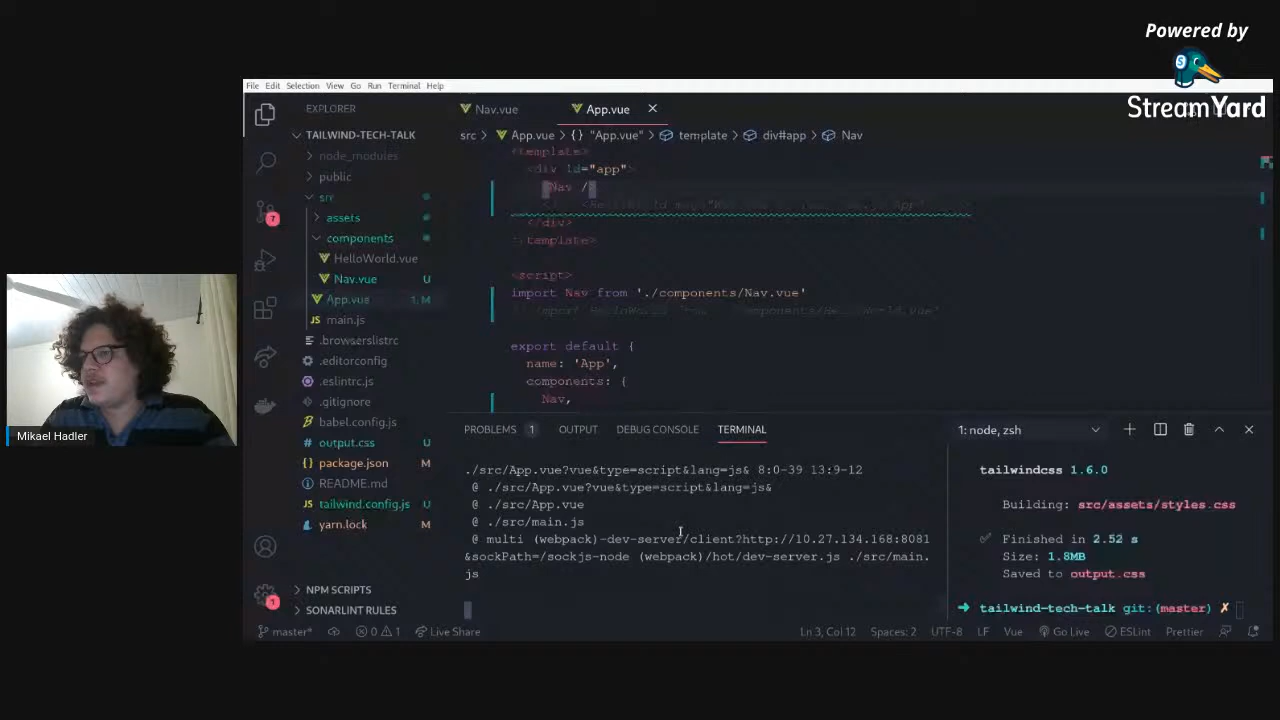 Powered by
StreamYard
File Edit Selection View Go Run Terminal Help
EXPLORER
Nav.vue
App.vue
TAILWIND-TECH-TALK
src > App.vue > {} "App.vue" > template > div#app > Nav
node_modules
public
src
assets
components
HelloWorld.vue
Nav.vue U
App.vue 1, M
main.js
.browserslistrc
.editorconfig
.eslintrc.js
.gitignore
babel.config.js
output.css U
package.json M
README.md
tailwind.config.js U
yarn.lock M
NPM SCRIPTS
SONARLINT RULES
7
1
<template>
<div id="app">
Nav />
</div>
template>
<script>
import Nav from './components/Nav.vue'
export default {
name: 'App',
components: {
Nav,
PROBLEMS 1 OUTPUT DEBUG CONSOLE TERMINAL
1: node, zsh
./src/App.vue?vue&type=script&lang=js& 8:0-39 13:9-12
@ ./src/App.vue?vue&type=script&lang=js&
@ ./src/App.vue
@ ./src/main.js
@ multi (webpack)-dev-server/client?http://10.27.134.168:8081
&sockPath=/sockjs-node (webpack)/hot/dev-server.js ./src/main.
js
tailwindcss 1.6.0
Building: src/assets/styles.css
✓ Finished in 2.52 s
Size: 1.8MB
Saved to output.css
➜ tailwind-tech-talk git:(master) ✗
master* 0 1 Live Share
Ln 3, Col 12 Spaces: 2 UTF-8 LF Vue Go Live ESLint Prettier
Mikael Hadler